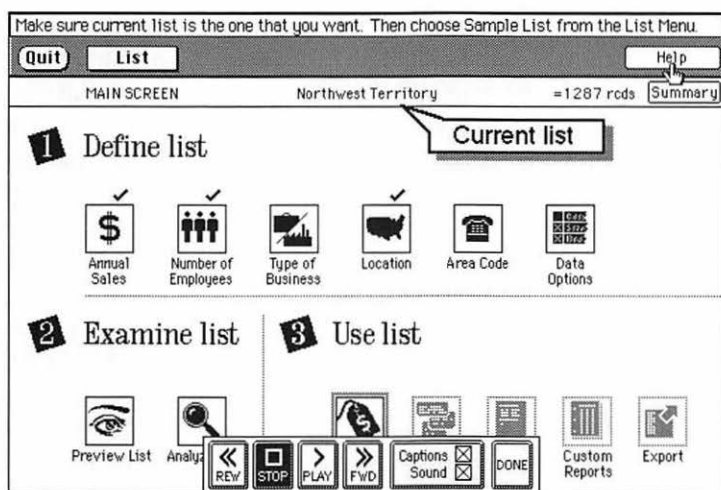 Make sure current list is the one that you want. Then choose Sample List from the List Menu.
Quit List Help
MAIN SCREEN Northwest Territory =1287 rcds Summary
Current list
1 Define list
$
Annual Sales
Number of Employees
Type of Business
Location
Area Code
Data Options
2 Examine list
3 Use list
$
Preview List
Custom Reports
Export
REW
STOP
PLAY
FWD
Captions
Sound
DONE